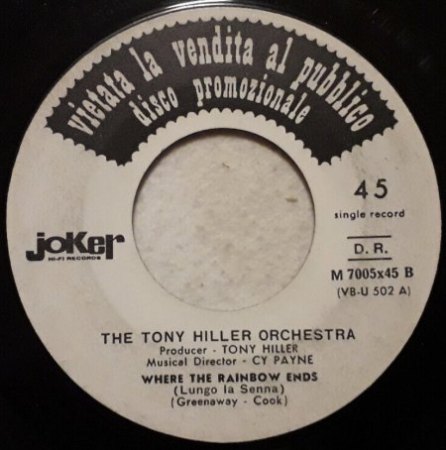 vietata la vendita al pubblico
disco promozionale
45
single record
joker
HI-FI RECORDS
D. R.
M 7005x45 B
(VB-U 502 A)
THE TONY HILLER ORCHESTRA
Producer - TONY HILLER
Musical Director - CY PAYNE
WHERE THE RAINBOW ENDS
(Lungo la Senna)
(Greenaway - Cook)